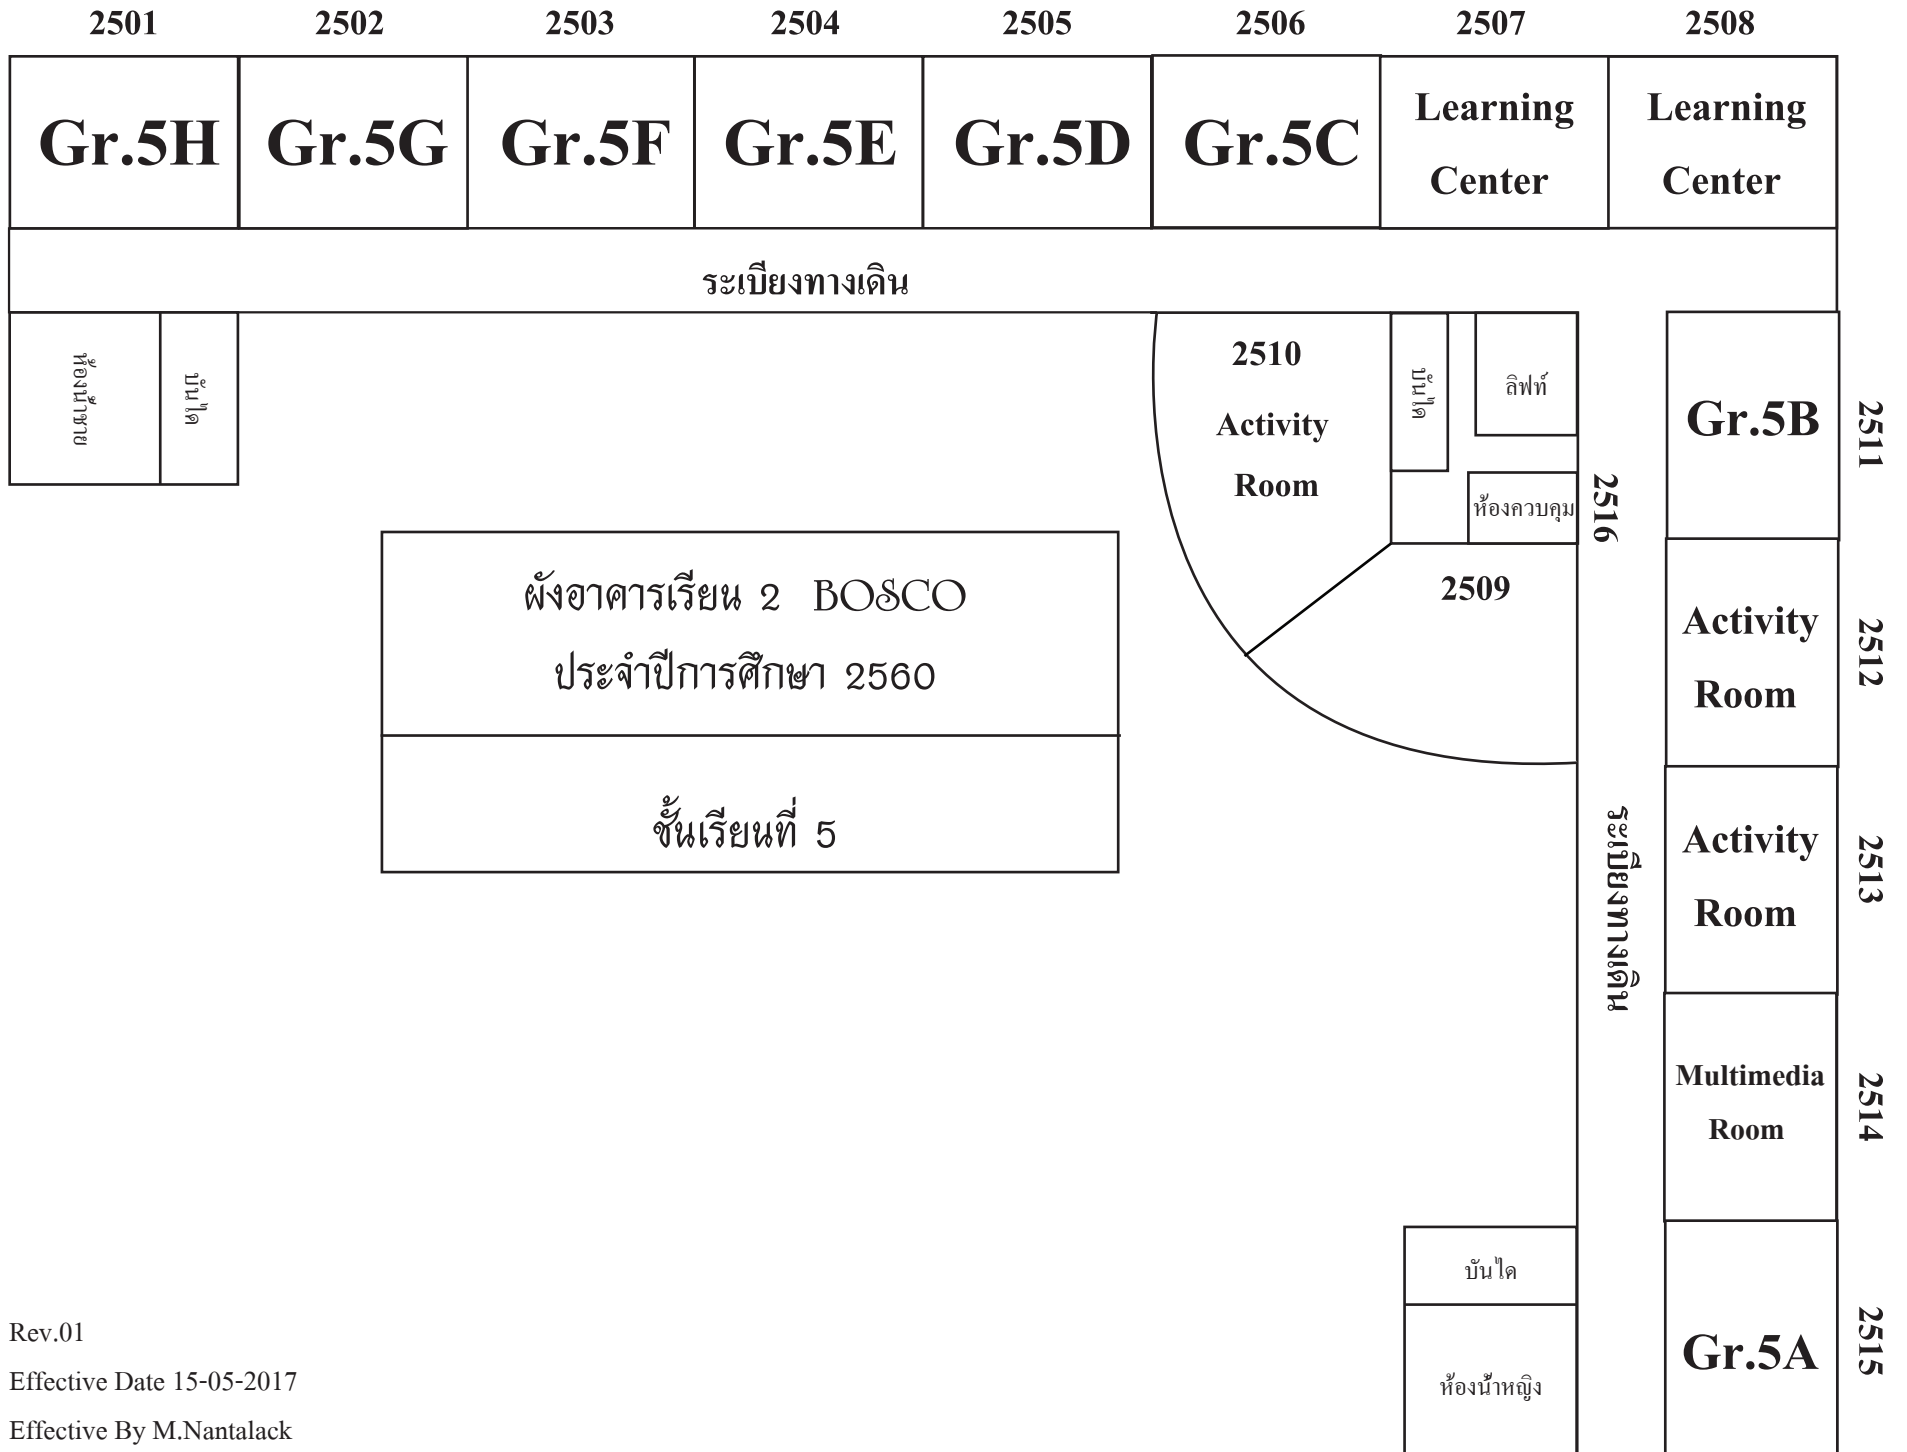 2501 2502 2503 2504 2505 2506 2507 2508
Gr.5H Gr.5G Gr.5F Gr.5E Gr.5D Gr.5C
Learning
Center
Learning
Center
ระเบียงทางเดิน
ห้องน้ำชาย
บันได
2510
Activity
Room
บันได
ลิฟท์
ห้องควบคุม
2516
2509
Gr.5B
2511
Activity
Room
2512
Activity
Room
2513
Multimedia
Room
2514
Gr.5A
2515
ระเบียงทางเดิน
ผังอาคารเรียน 2 BOSCO
ประจำปีการศึกษา 2560
ชั้นเรียนที่ 5
บันได
ห้องน้ำหญิง
Rev.01
Effective Date 15-05-2017
Effective By M.Nantalack